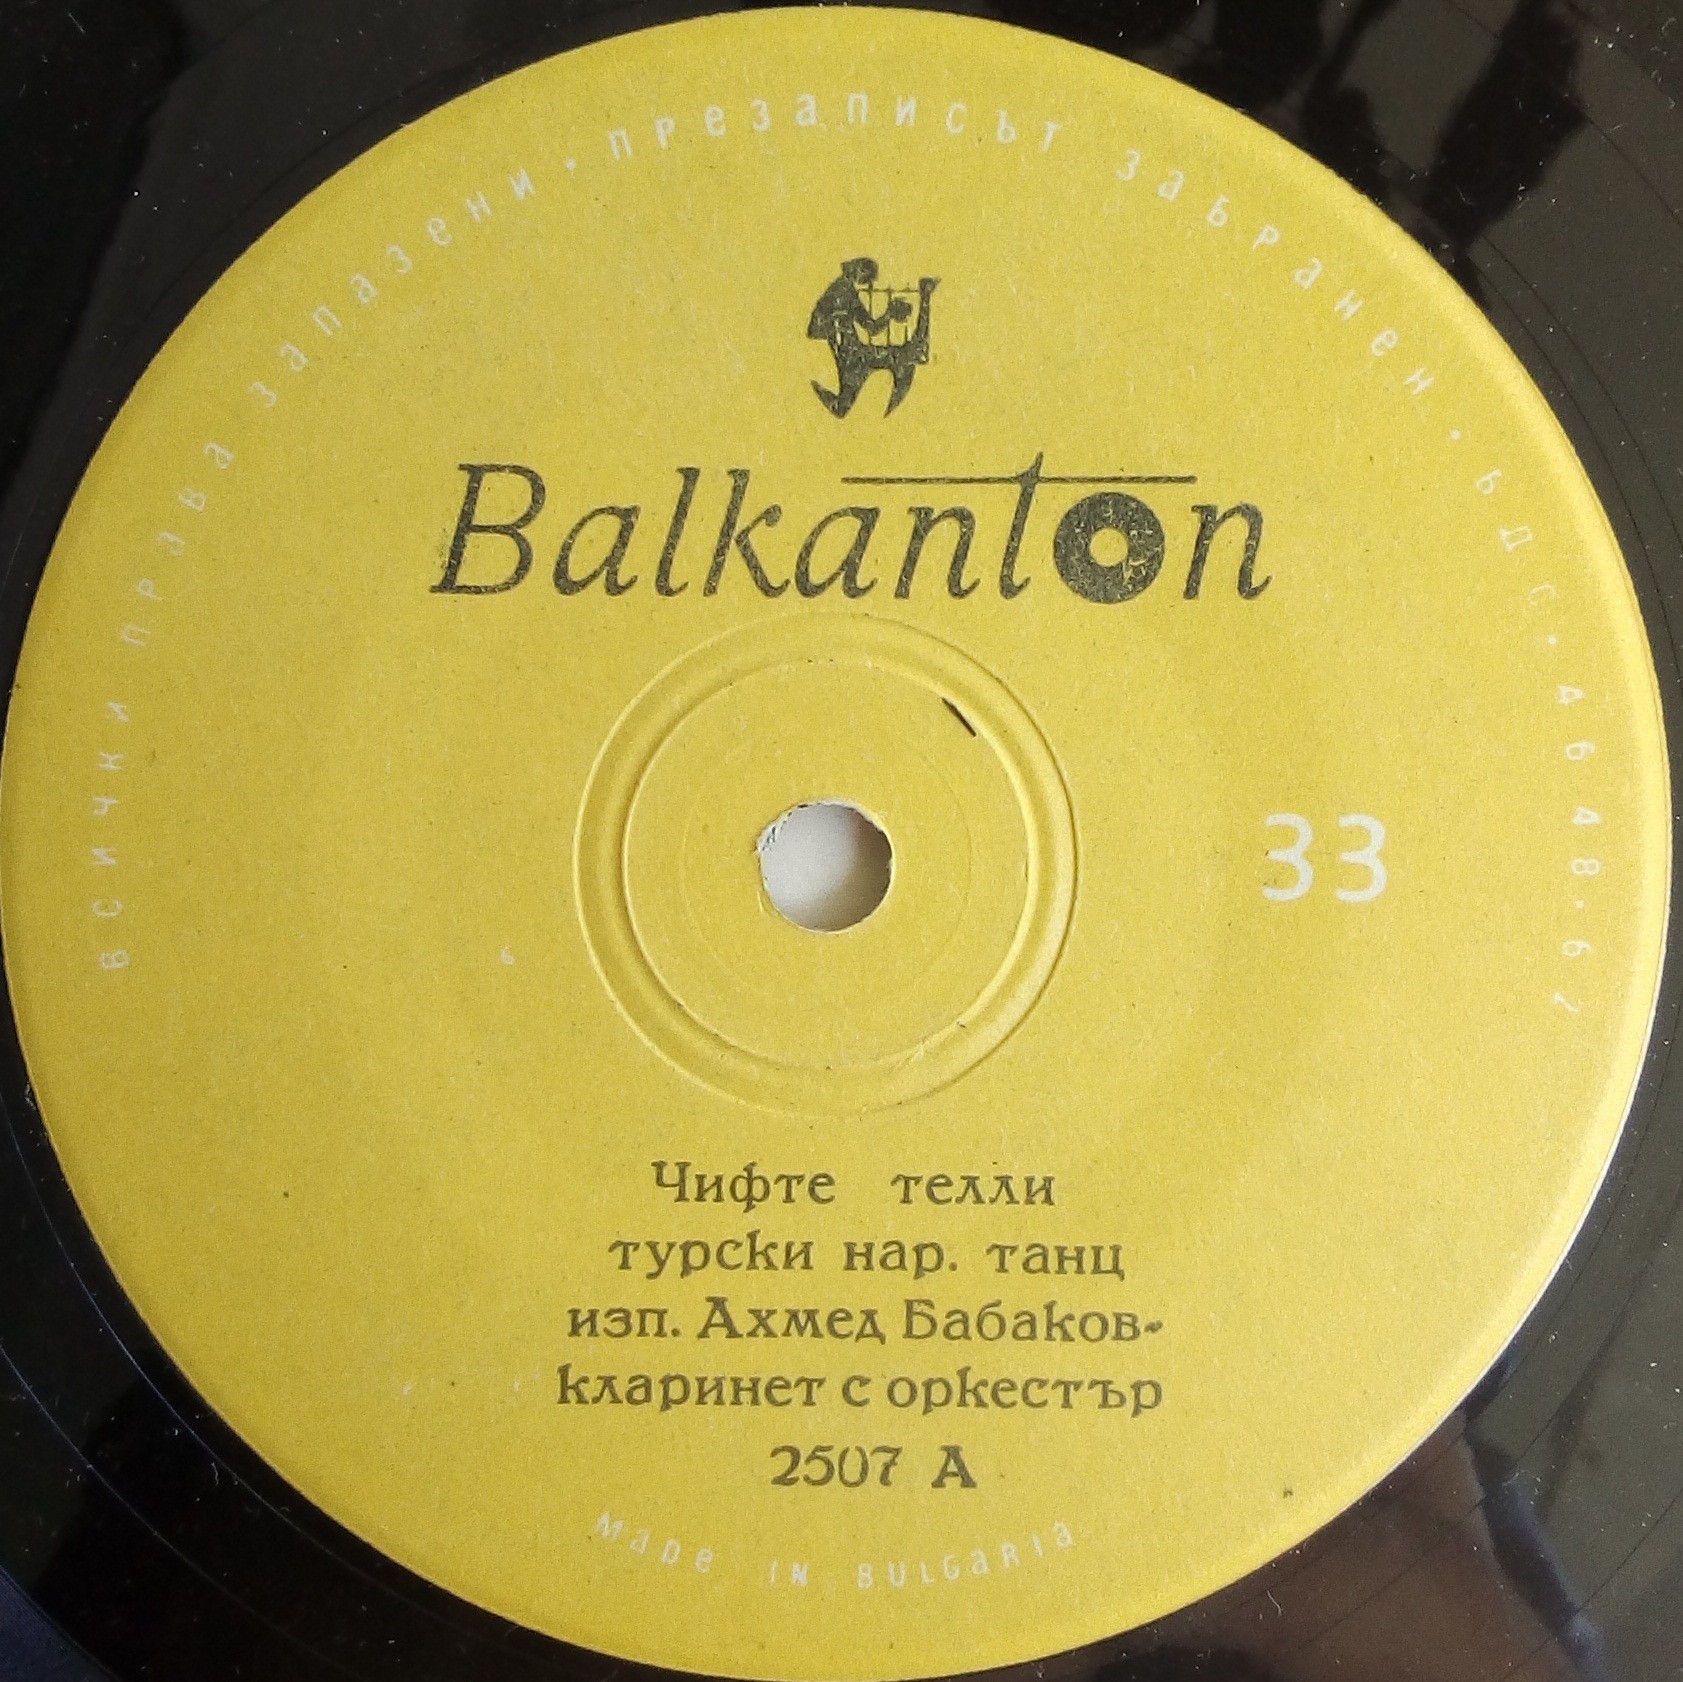 всички права запазени · презаписът забранен · БДС · 4648·62
Balkanton
33
Чифте телли
турски нар. танц
изп. Ахмед Бабаков-
кларинет с оркестър
2507 А
MaDe IN BULGaRIa